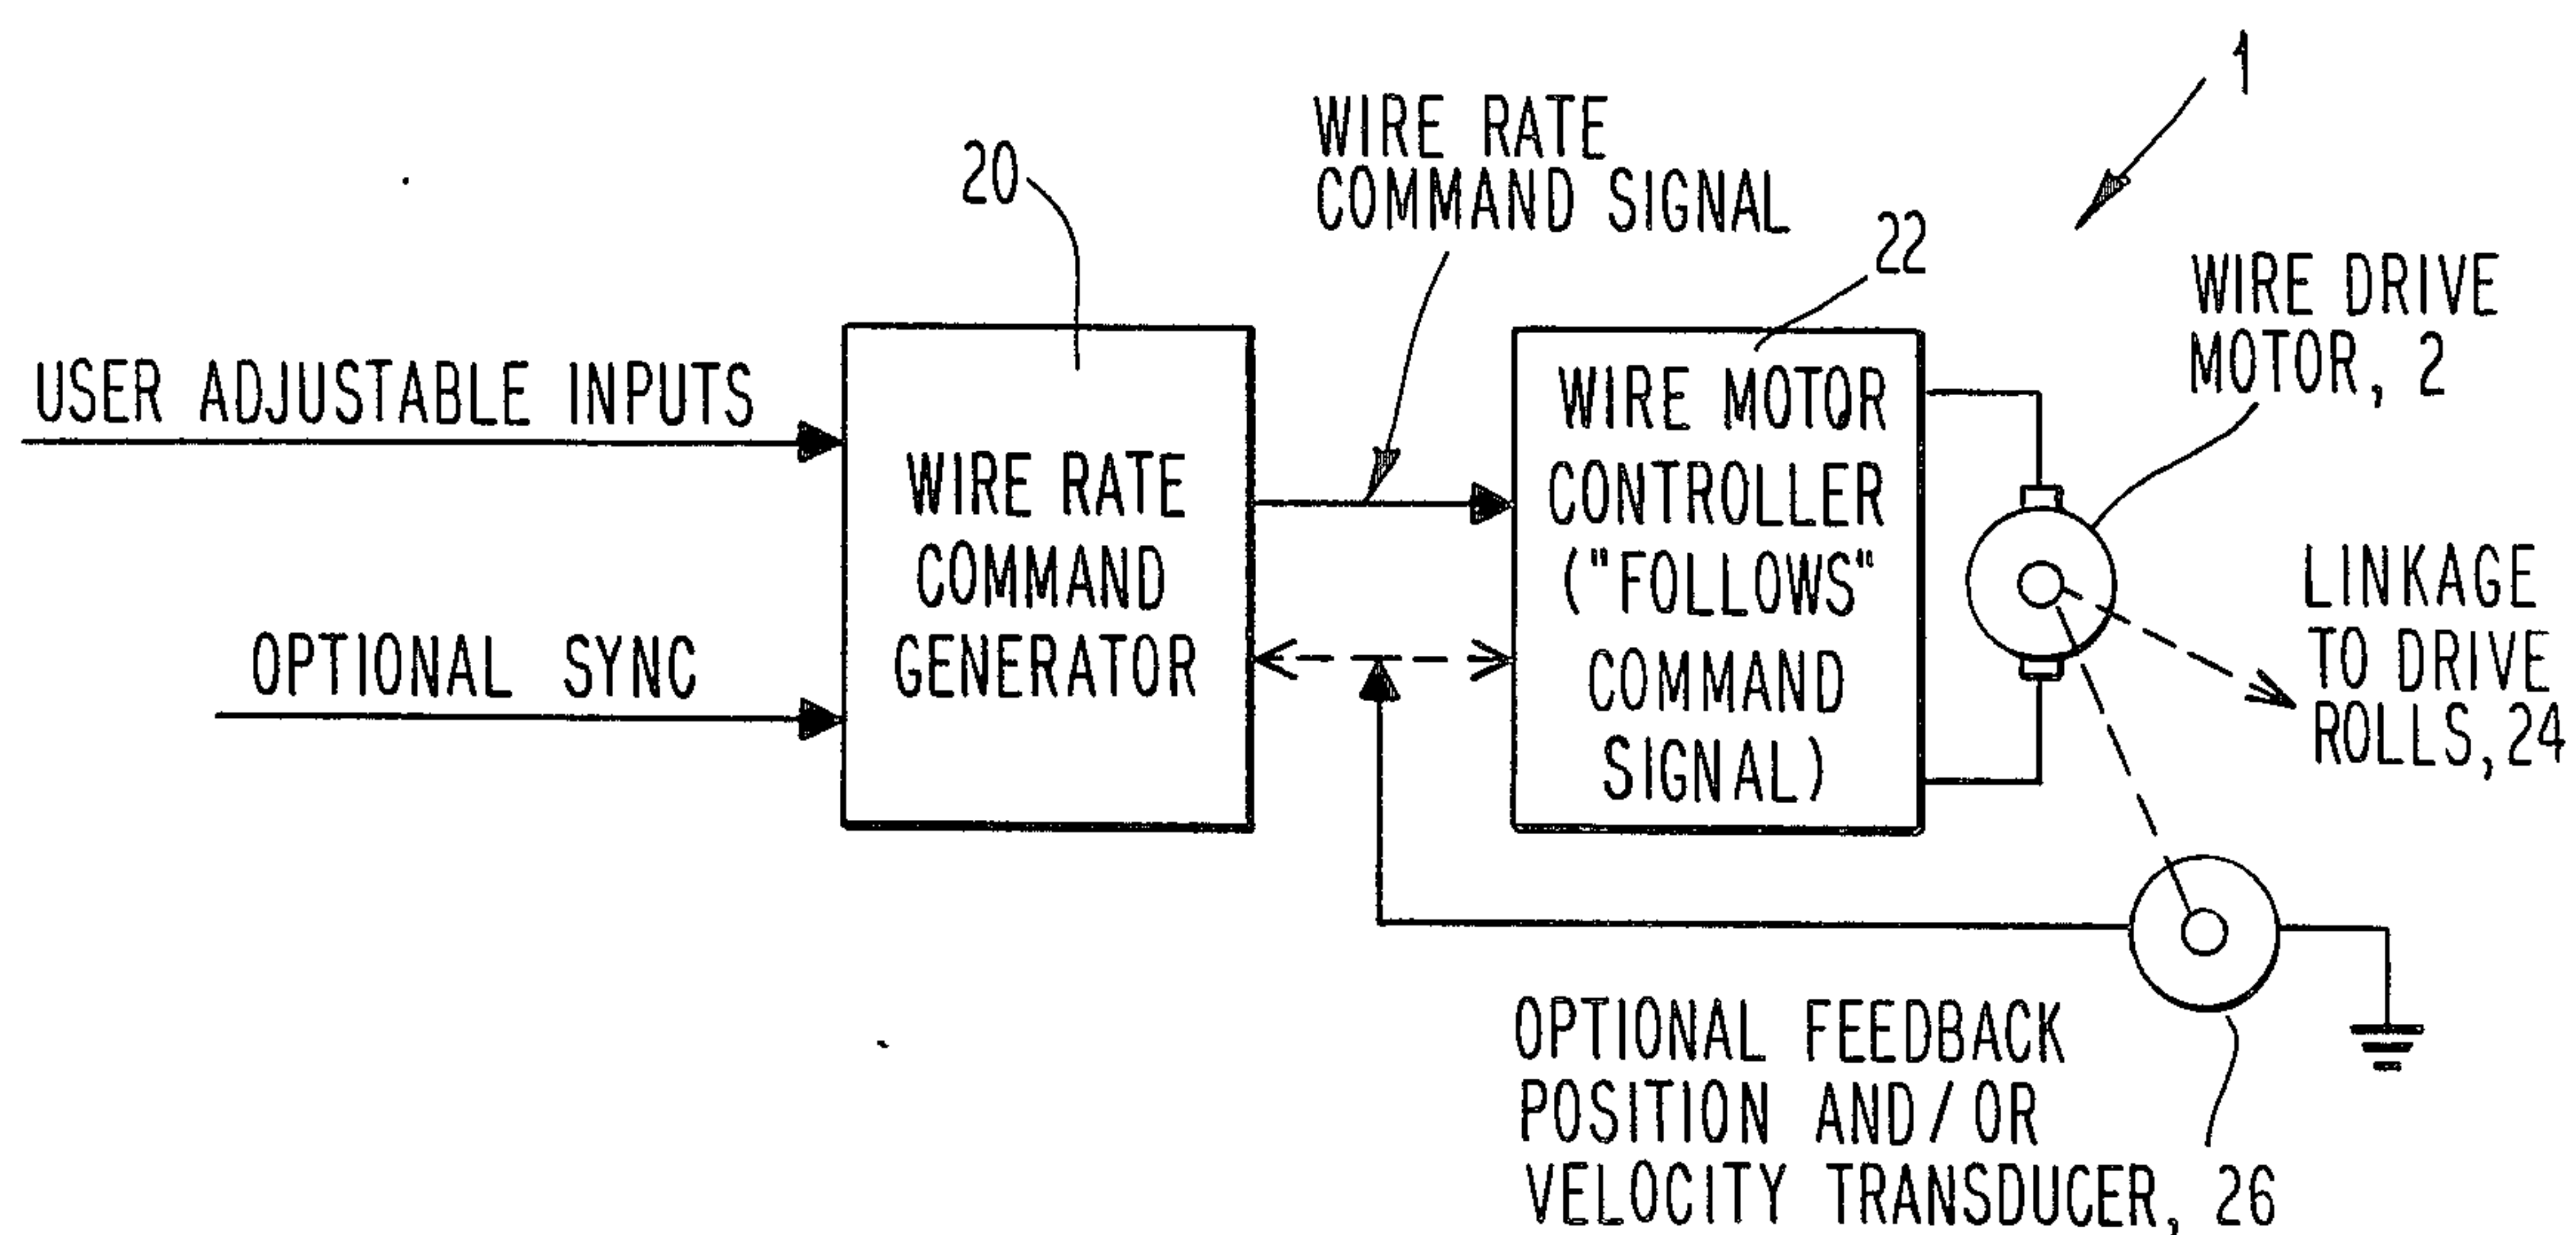 1
WIRE RATE
COMMAND SIGNAL
20
22
WIRE DRIVE
MOTOR, 2
USER ADJUSTABLE INPUTS
OPTIONAL SYNC
WIRE RATE
COMMAND
GENERATOR
WIRE MOTOR
CONTROLLER
("FOLLOWS"
COMMAND
SIGNAL)
LINKAGE
TO DRIVE
ROLLS, 24
OPTIONAL FEEDBACK
POSITION AND/OR
VELOCITY TRANSDUCER, 26